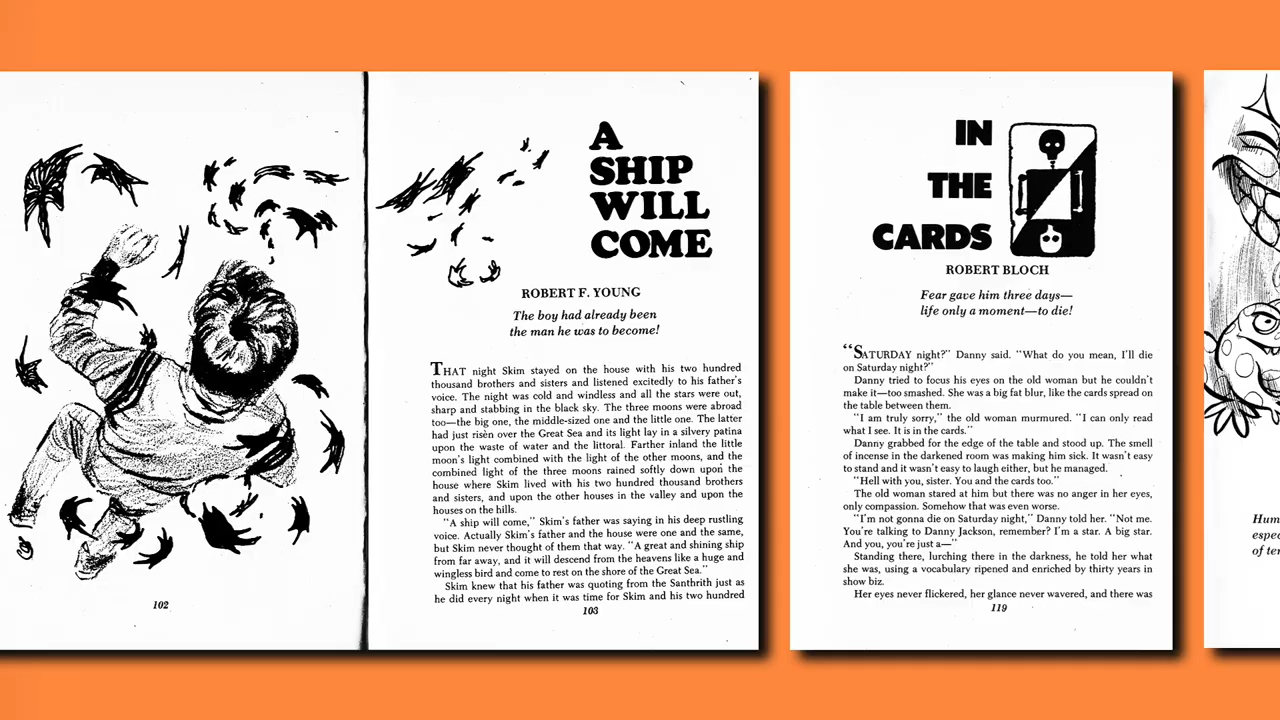 A
SHIP
WILL
COME
ROBERT F. YOUNG
The boy had already been
the man he was to become!
THAT night Skim stayed on the house with his two hundred
thousand brothers and sisters and listened excitedly to his father's
voice. The night was cold and windless and all the stars were out,
sharp and stabbing in the black sky. The three moons were abroad
too—the big one, the middle-sized one and the little one. The latter
had just risen over the Great Sea and its light lay in a silvery patina
upon the waste of water and the littoral. Farther inland the little
moon's light combined with the light of the other moons, and the
combined light of the three moons rained softly down upon the
house where Skim lived with his two hundred thousand brothers
and sisters, and upon the other houses in the valley and upon the
houses on the hills.
"A ship will come," Skim's father was saying in his deep rustling
voice. Actually Skim's father and the house were one and the same,
but Skim never thought of them that way. "A great and shining ship
from far away, and it will descend from the heavens like a huge and
wingless bird and come to rest on the shore of the Great Sea."
Skim knew that his father was quoting from the Santhrith just as
he did every night when it was time for Skim and his two hundred
102
103
IN
THE
CARDS
ROBERT BLOCH
Fear gave him three days—
life only a moment—to die!
"SATURDAY night?" Danny said. "What do you mean, I'll die
on Saturday night?"
Danny tried to focus his eyes on the old woman but he couldn't
make it—too smashed. She was a big fat blur, like the cards spread on
the table between them.
"I am truly sorry," the old woman murmured. "I can only read
what I see. It is in the cards."
Danny grabbed for the edge of the table and stood up. The smell
of incense in the darkened room was making him sick. It wasn't easy
to stand and it wasn't easy to laugh either, but he managed.
"Hell with you, sister. You and the cards too."
The old woman stared at him but there was no anger in her eyes,
only compassion. Somehow that was even worse.
"I'm not gonna die on Saturday night," Danny told her. "Not me.
You're talking to Danny Jackson, remember? I'm a star. A big star.
And you, you're just a—"
Standing there, lurching there in the darkness, he told her what
she was, using a vocabulary ripened and enriched by thirty years in
show biz.
Her eyes never flickered, her glance never wavered, and there was
119
Hum
espec
of ter